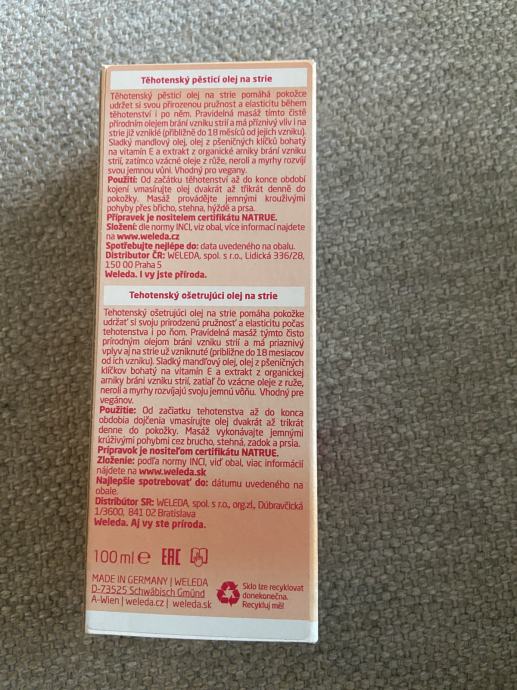 Těhotenský pěsticí olej na strie
Těhotenský pěsticí olej na strie pomáhá pokožce
udržet si svou přirozenou pružnost a elasticitu během
těhotenství i po něm. Pravidelná masáž tímto čistě
přírodním olejem brání vzniku strií a má příznivý vliv i na
strie již vzniklé (přibližně do 18 měsíců od jejich vzniku).
Sladký mandlový olej, olej z pšeničných klíčků bohatý
na vitamín E a extrakt z organické arniky brání vzniku
strií, zatímco vzácné oleje z růže, neroli a myrhy rozvíjí
svou jemnou vůni. Vhodný pro vegany.
Použití: Od začátku těhotenství až do konce období
kojení vmasírujte olej dvakrát až třikrát denně do
pokožky. Masáž provádějte jemnými krouživými
pohyby přes břicho, stehna, hýždě a prsa.
Přípravek je nositelem certifikátu NATRUE.
Složení: dle normy INCI, viz obal, více informací najdete
na www.weleda.cz
Spotřebujte nejlépe do: data uvedeného na obalu.
Distributor ČR: WELEDA, spol. s r.o., Lidická 336/28,
150 00 Praha 5
Weleda. I vy jste příroda.
Tehotenský ošetrujúci olej na strie
Tehotenský ošetrujúci olej na strie pomáha pokožke
udržať si svoju prirodzenú pružnosť a elasticitu počas
tehotenstva i po ňom. Pravidelná masáž týmto čisto
prírodným olejom bráni vzniku strií a má priaznivý
vplyv aj na strie už vzniknuté (približne do 18 mesiacov
od ich vzniku). Sladký mandľový olej, olej z pšeničných
klíčkov bohatý na vitamín E a extrakt z organickej
arniky bráni vzniku strií, zatiaľ čo vzácne oleje z ruže,
neroli a myrhy rozvíjajú svoju jemnú vôňu. Vhodný pre
vegánov.
Použitie: Od začiatku tehotenstva až do konca
obdobia dojčenia vmasírujte olej dvakrát až trikrát
denne do pokožky. Masáž vykonávajte jemnými
krúživými pohybmi cez brucho, stehná, zadok a prsia.
Prípravok je nositeľom certifikátu NATRUE.
Zloženie: podľa normy INCI, viď obal, viac informácií
nájdete na www.weleda.sk
Najlepšie spotrebovať do: dátumu uvedeného na
obale.
Distribútor SR: WELEDA, spol. s r.o., org.zl., Dúbravčická
1/3600, 841 02 Bratislava
Weleda. Aj vy ste príroda.
100 ml e EAC
MADE IN GERMANY | WELEDA
D-73525 Schwäbisch Gmünd
A-Wien | weleda.cz | weleda.sk
Sklo lze recyklovat
donekonečna.
Recykluj mě!